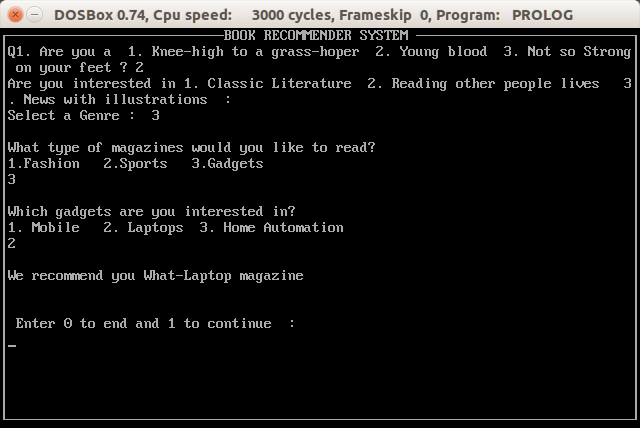 DOSBox 0.74, Cpu speed: 3000 cycles, Frameskip 0, Program: PROLOG
BOOK RECOMMENDER SYSTEM
Q1. Are you a 1. Knee-high to a grass-hoper 2. Young blood 3. Not so Strong
on your feet ? 2
Are you interested in 1. Classic Literature 2. Reading other people lives 3
. News with illustrations :
Select a Genre : 3
What type of magazines would you like to read?
1.Fashion 2.Sports 3.Gadgets
3
Which gadgets are you interested in?
1. Mobile 2. Laptops 3. Home Automation
2
We recommend you What-Laptop magazine
Enter 0 to end and 1 to continue :